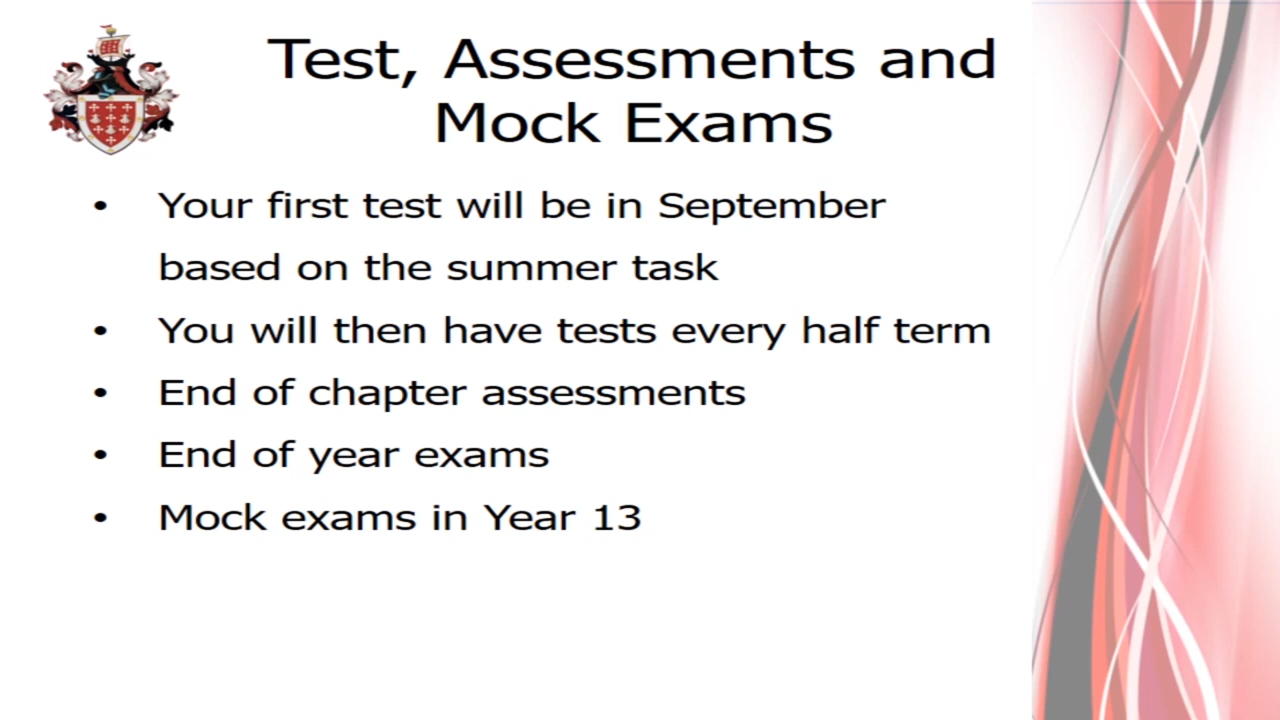 Test, Assessments and
Mock Exams
• Your first test will be in September
based on the summer task
• You will then have tests every half term
• End of chapter assessments
• End of year exams
• Mock exams in Year 13